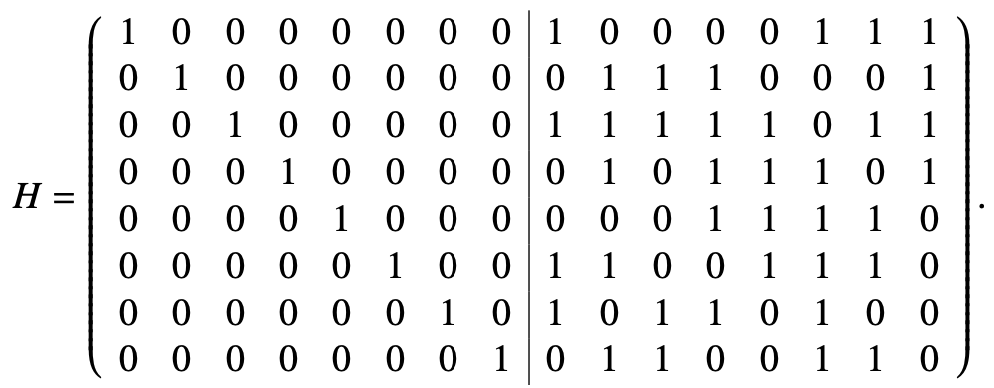 1 0 0 0 0 0 0 0 1 0 0 0 0 1 1 1
0 1 0 0 0 0 0 0 0 1 1 1 0 0 0 1
0 0 1 0 0 0 0 0 1 1 1 1 1 0 1 1
H = 0 0 0 1 0 0 0 0 0 1 0 1 1 1 0 1
0 0 0 0 1 0 0 0 0 0 0 1 1 1 1 0 .
0 0 0 0 0 1 0 0 1 1 0 0 1 1 1 0
0 0 0 0 0 0 1 0 1 0 1 1 0 1 0 0
0 0 0 0 0 0 0 1 0 1 1 0 0 1 1 0